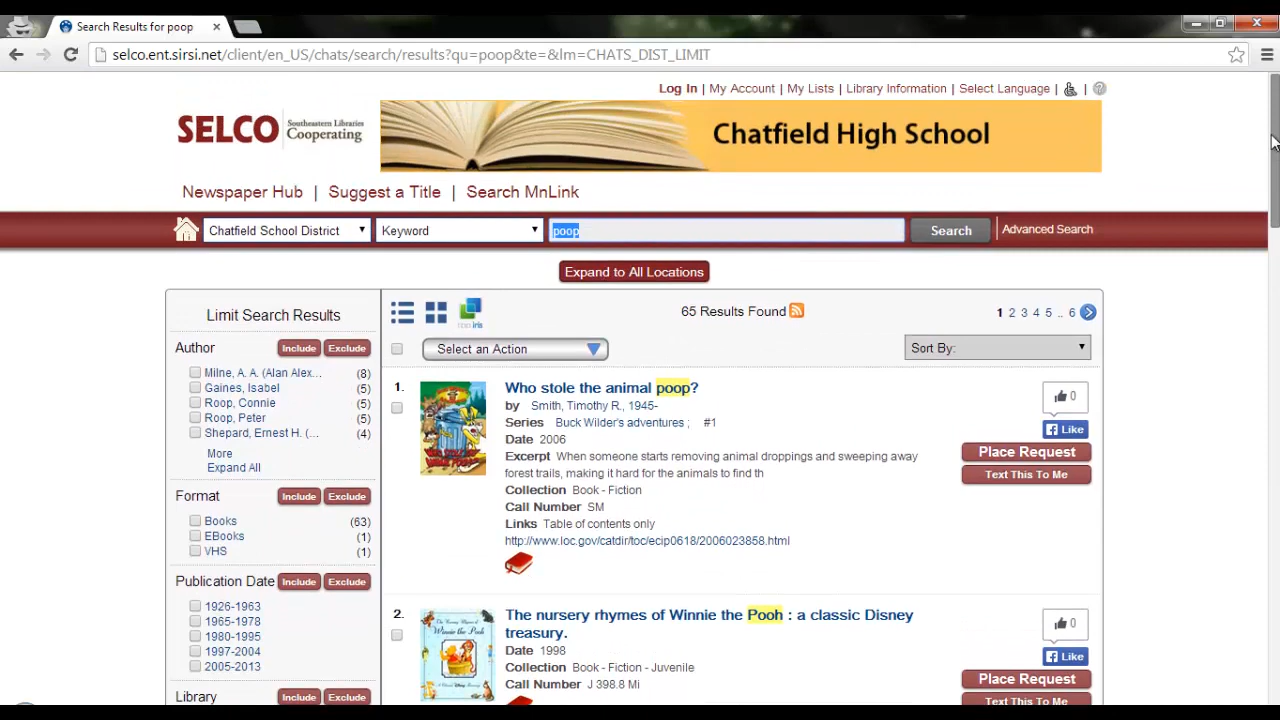 Search Results for poop
selco.ent.sirsi.net/client/en_US/chats/search/results?qu=poop&te=&lm=CHATS_DIST_LIMIT
Log In | My Account | My Lists | Library Information | Select Language | | ?
SELCO Southeastern Libraries Cooperating
Chatfield High School
Newspaper Hub | Suggest a Title | Search MnLink
Chatfield School District Keyword poop Search Advanced Search
Expand to All Locations
Limit Search Results
Author Include Exclude
Milne, A. A. (Alan Alex... (8)
Gaines, Isabel (5)
Roop, Connie (5)
Roop, Peter (5)
Shepard, Ernest H. (... (4)
More
Expand All
Format Include Exclude
Books (63)
EBooks (1)
VHS (1)
Publication Date Include Exclude
1926-1963
1965-1978
1980-1995
1997-2004
2005-2013
Library Include Exclude
65 Results Found
1 2 3 4 5 .. 6
Select an Action
Sort By:
1.
Who stole the animal poop?
by Smith, Timothy R., 1945-
Series Buck Wilder's adventures ; #1
Date 2006
Excerpt When someone starts removing animal droppings and sweeping away
forest trails, making it hard for the animals to find th
Collection Book - Fiction
Call Number SM
Links Table of contents only
http://www.loc.gov/catdir/toc/ecip0618/2006023858.html
0
Like
Place Request
Text This To Me
2.
The nursery rhymes of Winnie the Pooh : a classic Disney
treasury.
Date 1998
Collection Book - Fiction - Juvenile
Call Number J 398.8 Mi
0
Like
Place Request
Text This To Me